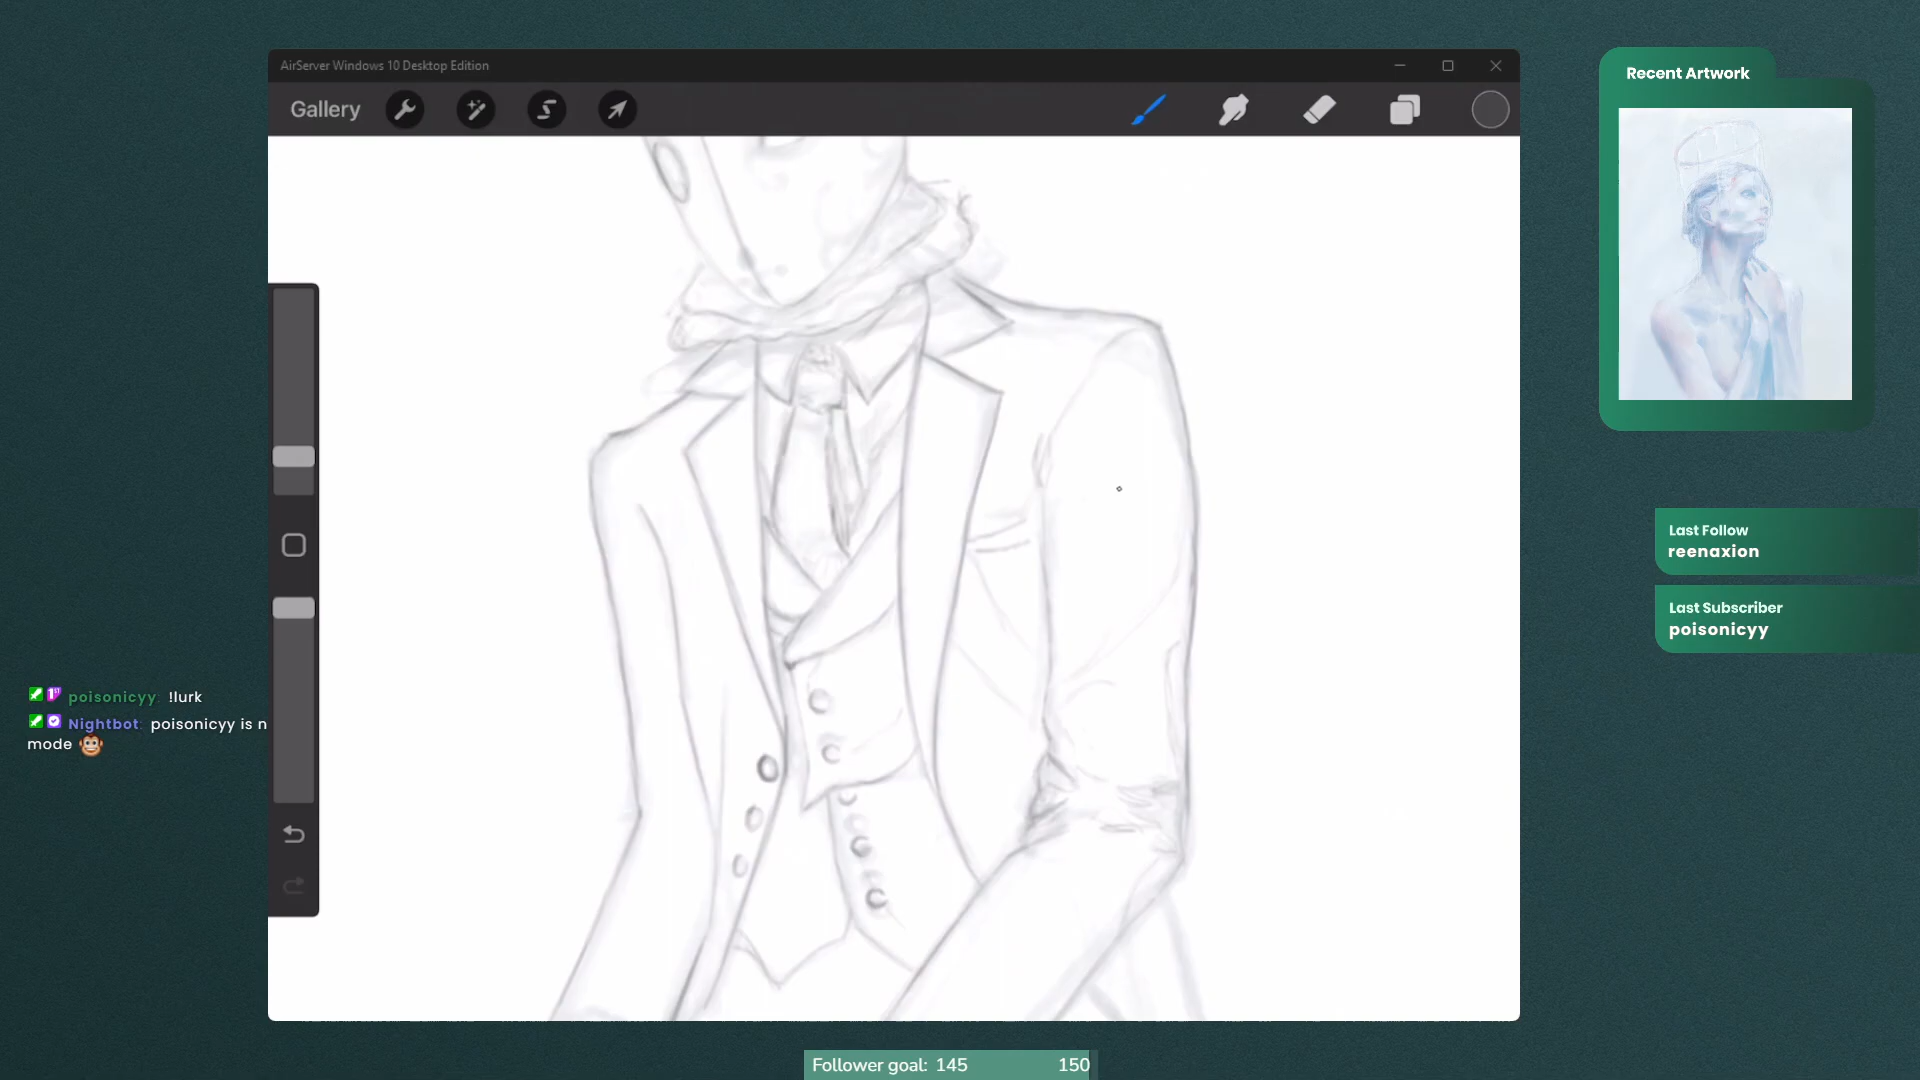 AirServer Windows 10 Desktop Edition
Gallery
Recent Artwork
Last Follow
reenaxion
Last Subscriber
poisonicyy
poisonicyy: !lurk
Nightbot: poisonicyy is n
mode
Follower goal: 145 150